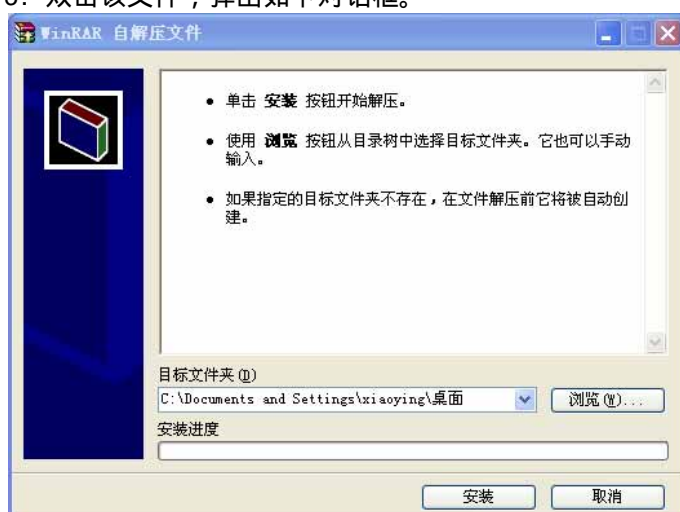 双击该文件，弹出如下对话框。
WinRAR 自解压文件
• 单击 安装 按钮开始解压。
• 使用 浏览 按钮从目录树中选择目标文件夹。它也可以手动
输入。
• 如果指定的目标文件夹不存在，在文件解压前它将被自动创
建。
目标文件夹(D)
C:\Documents and Settings\xiaoying\桌面
浏览(W)...
安装进度
安装
取消